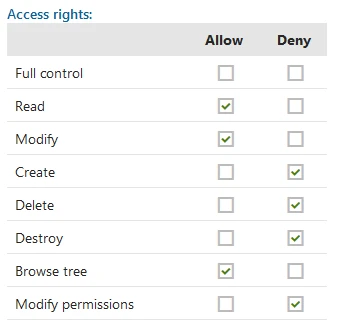 Access rights:
Allow Deny
Full control
Read
Modify
Create
Delete
Destroy
Browse tree
Modify permissions